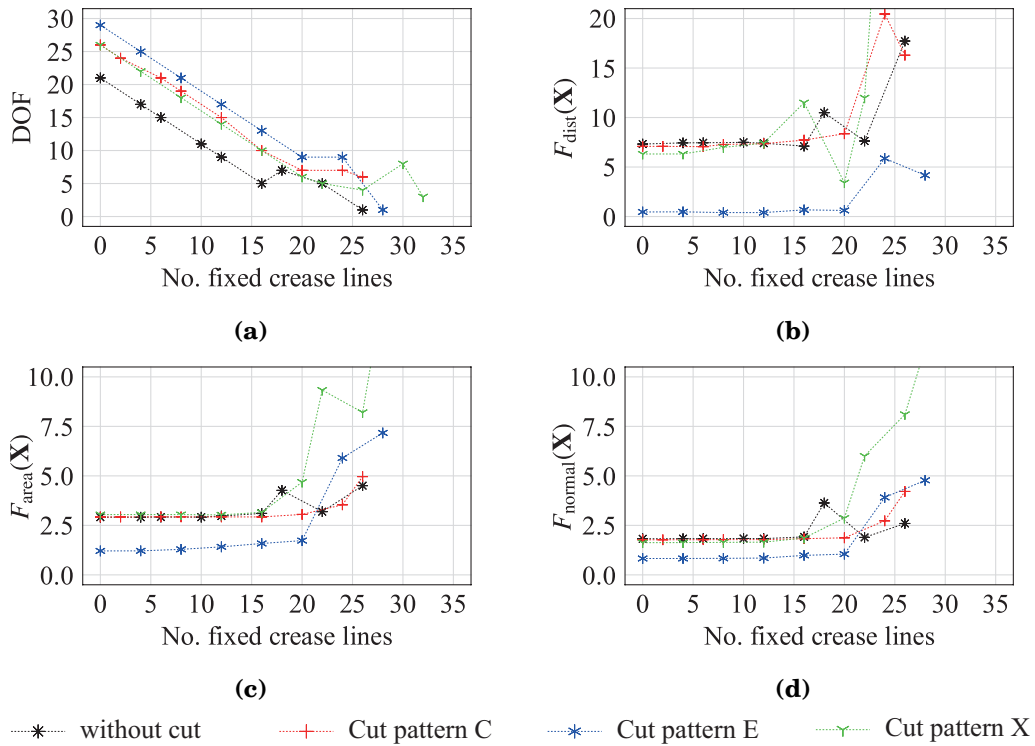 30
25
20
15
10
5
0
DOF
0 5 10 15 20 25 30 35
No. fixed crease lines
(a)
20
15
10
5
0
F_dist(X)
0 5 10 15 20 25 30 35
No. fixed crease lines
(b)
10.0
7.5
5.0
2.5
0.0
F_area(X)
0 5 10 15 20 25 30 35
No. fixed crease lines
(c)
10.0
7.5
5.0
2.5
0.0
F_normal(X)
0 5 10 15 20 25 30 35
No. fixed crease lines
(d)
without cut Cut pattern C Cut pattern E Cut pattern X